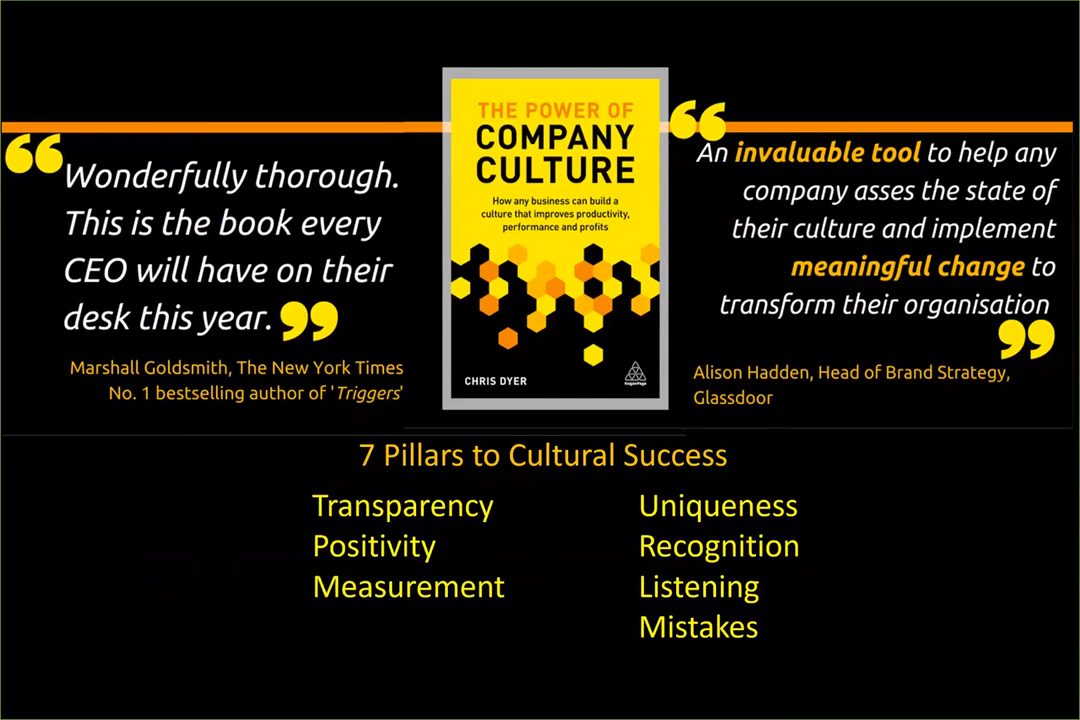 “
Wonderfully thorough.
This is the book every
CEO will have on their
desk this year.”
Marshall Goldsmith, The New York Times
No. 1 bestselling author of 'Triggers'
THE POWER OF
COMPANY
CULTURE
How any business can build a
culture that improves productivity,
performance and profits
CHRIS DYER
KoganPage
“
An invaluable tool to help any
company asses the state of
their culture and implement
meaningful change to
transform their organisation
”
Alison Hadden, Head of Brand Strategy,
Glassdoor
7 Pillars to Cultural Success
Transparency
Positivity
Measurement
Uniqueness
Recognition
Listening
Mistakes